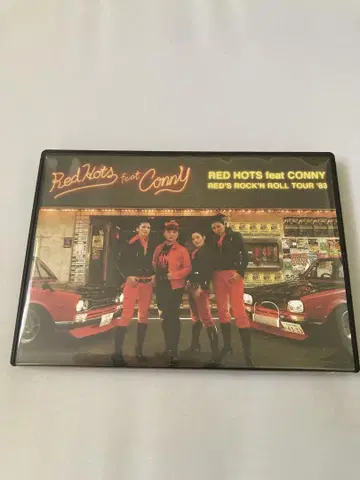 Red Hots feat Conny
RED HOTS feat CONNY
RED'S ROCK'N ROLL TOUR '83